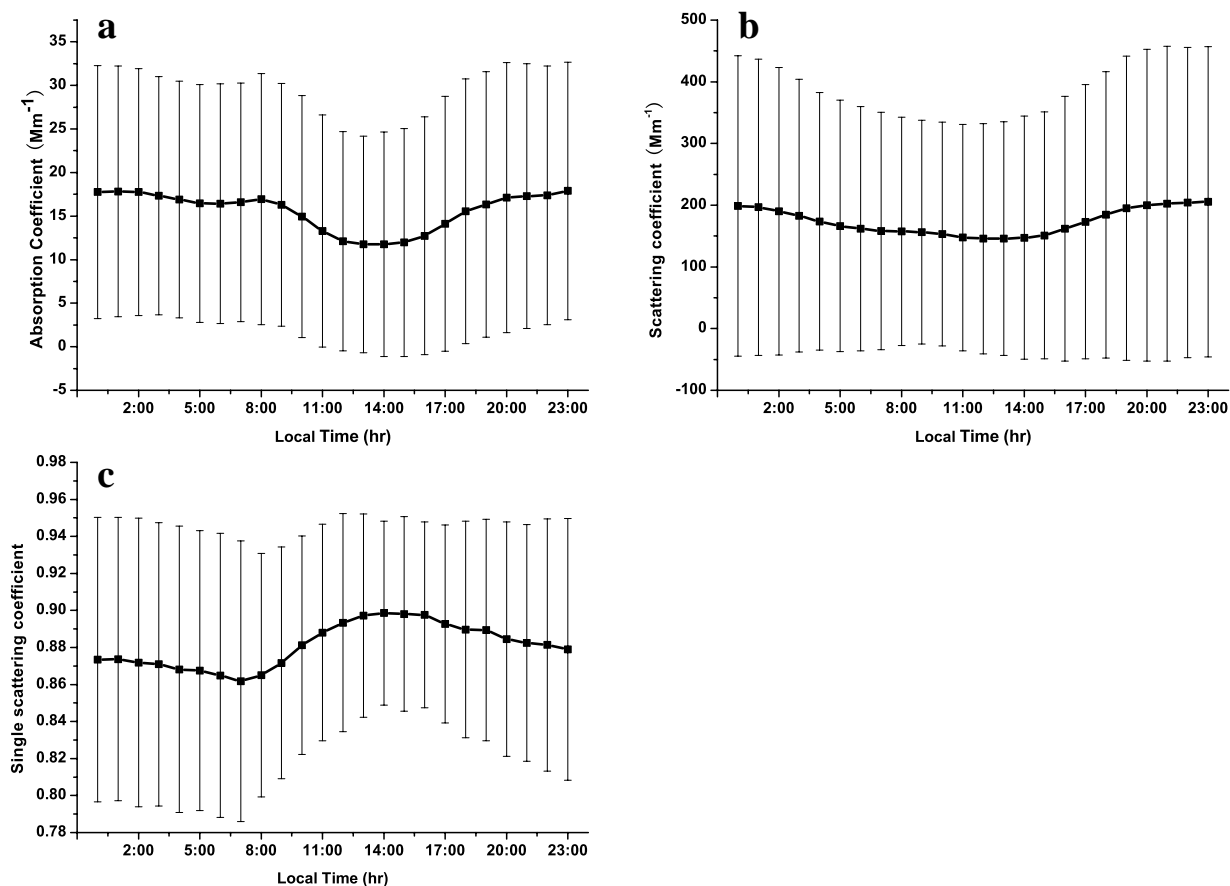 a
35
30
25
20
15
10
5
0
-5
Absorption Coefficient (Mm-1)
2:00 5:00 8:00 11:00 14:00 17:00 20:00 23:00
Local Time (hr)
b
500
400
300
200
100
0
-100
Scattering coefficient (Mm-1)
2:00 5:00 8:00 11:00 14:00 17:00 20:00 23:00
Local Time (hr)
c
0.98
0.96
0.94
0.92
0.90
0.88
0.86
0.84
0.82
0.80
0.78
Single scattering coefficient
2:00 5:00 8:00 11:00 14:00 17:00 20:00 23:00
Local Time (hr)